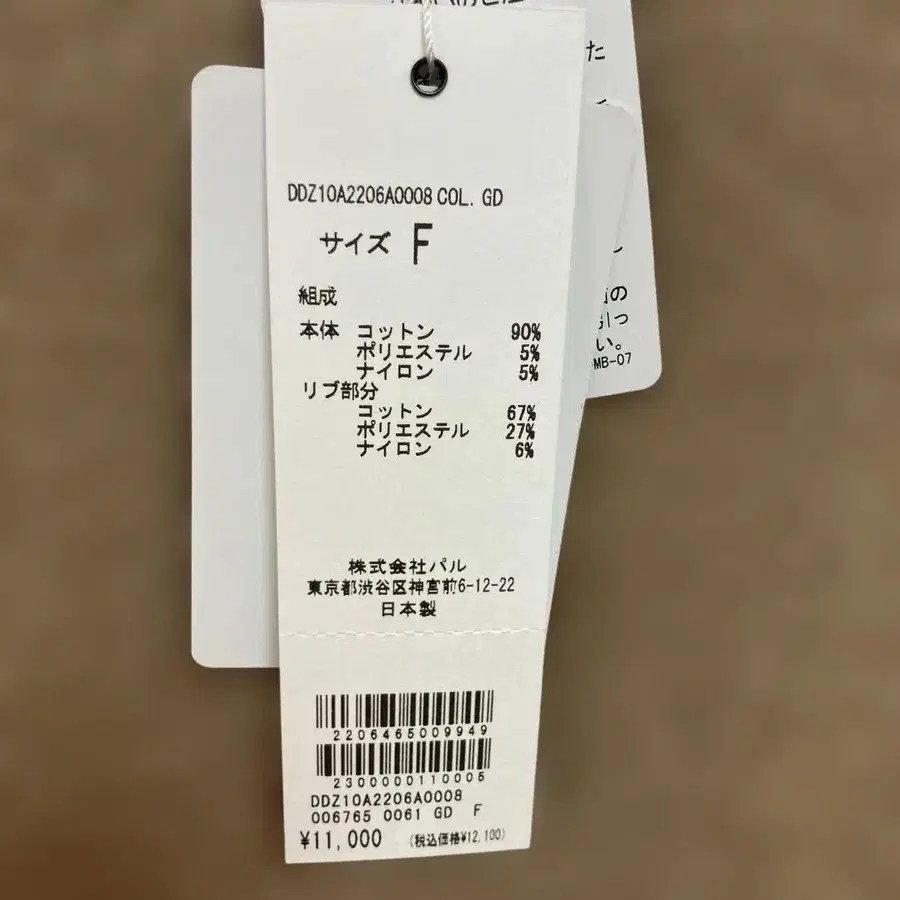 た
DDZ10A2206A0008 COL. GD
サイズ F
組成
本体 コットン 90%
ポリエステル 5%
ナイロン 5%
リブ部分
コットン 67%
ポリエステル 27%
ナイロン 6%
の
引っ
い。
MB-07
株式会社パル
東京都渋谷区神宮前6-12-22
日本製
2206465009949
2300000110005
DDZ10A2206A0008
006765 0061 GD F
¥11,000 (税込価格¥12,100)